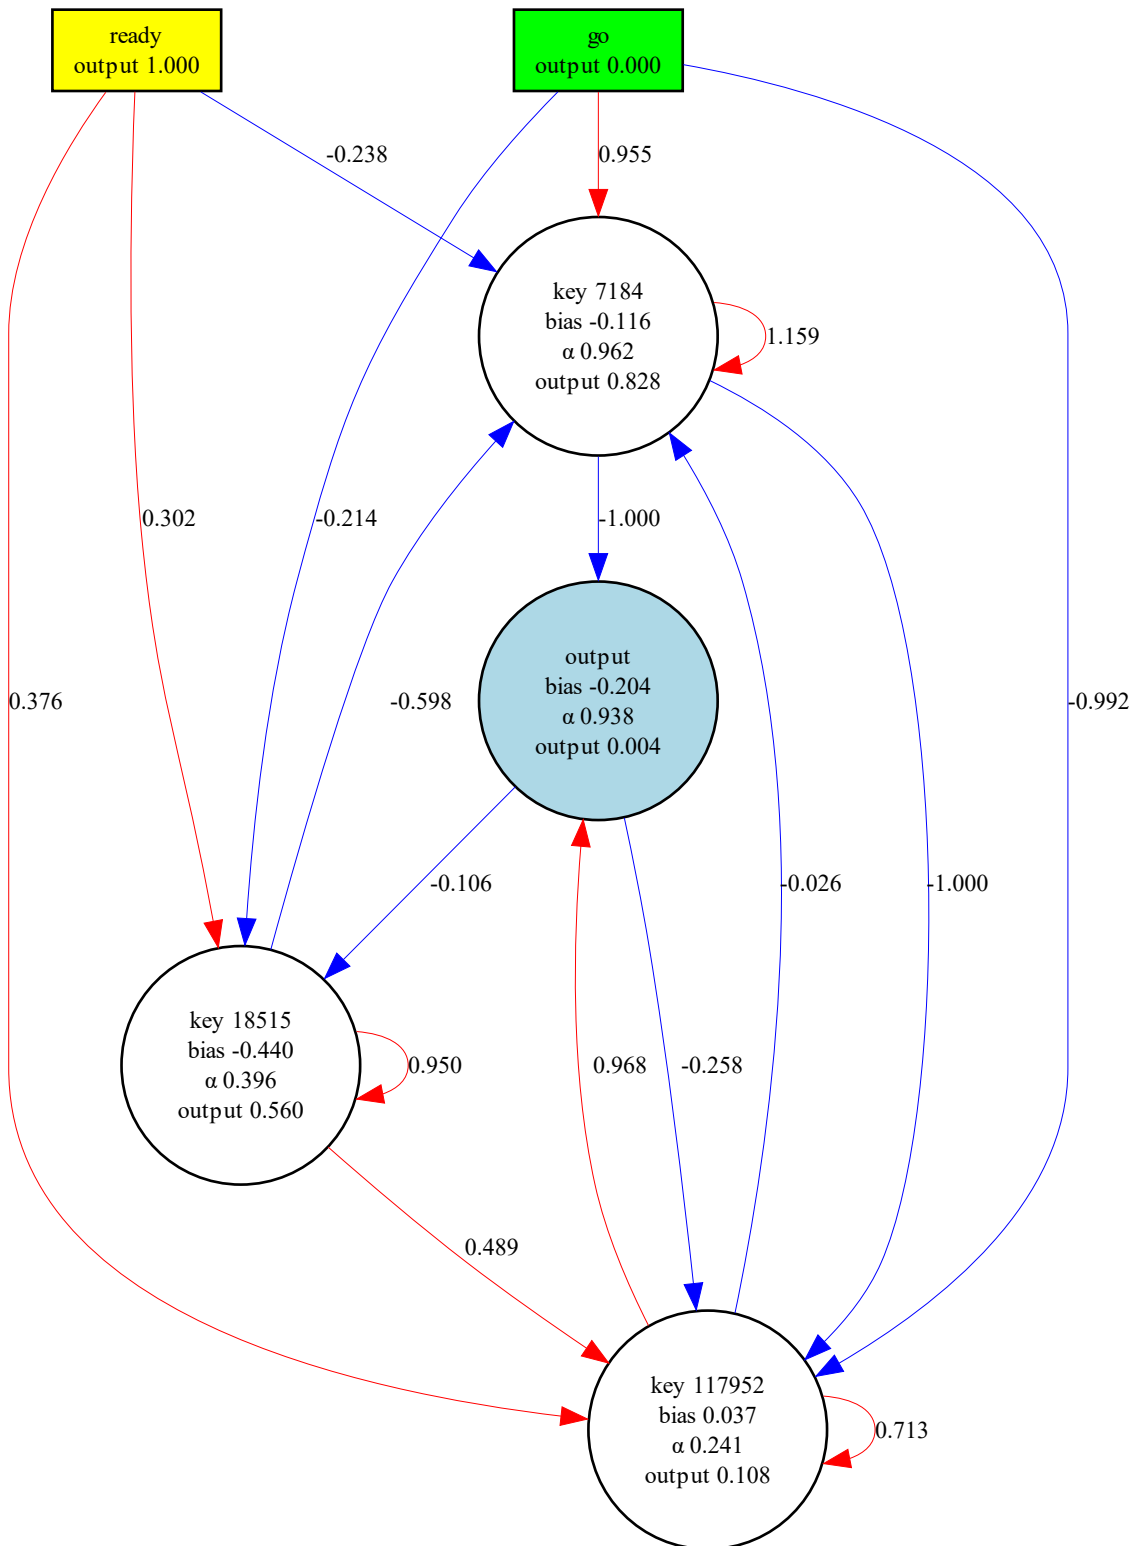 ready
output 1.000
go
output 0.000
-0.238
0.955
key 7184
bias -0.116
α 0.962
output 0.828
1.159
0.302
-0.214
-1.000
output
bias -0.204
α 0.938
output 0.004
0.376
-0.598
-0.992
-0.106
-0.026
-1.000
key 18515
bias -0.440
α 0.396
output 0.560
0.950
0.968
-0.258
0.489
key 117952
bias 0.037
α 0.241
output 0.108
0.713